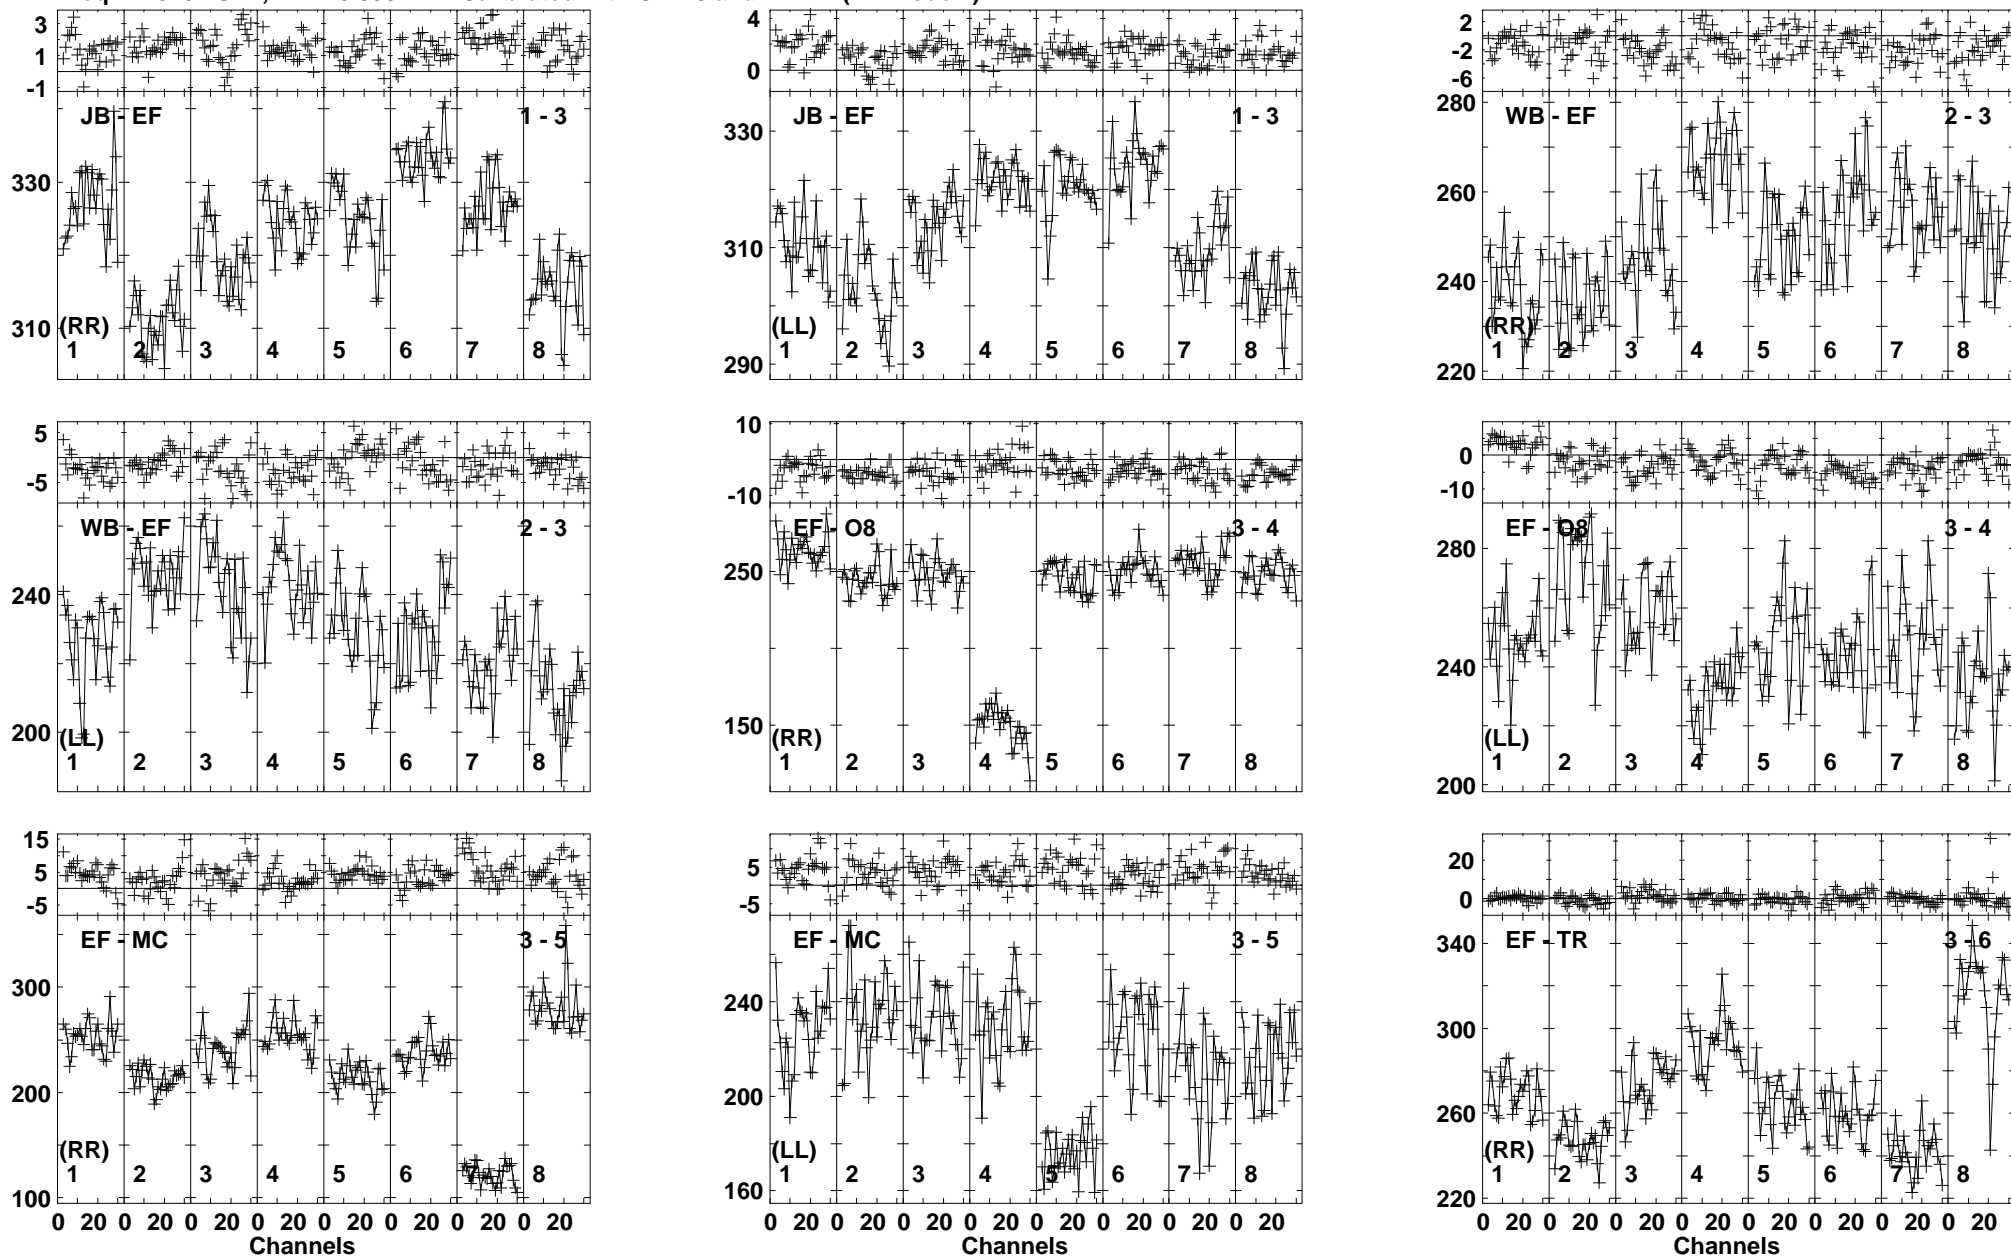 3 1 -1
JB - EF 1 - 3
330
310
(RR)
1 2 3 4 5 6 7 8
4 0
JB - EF 1 - 3
330
310
290
(LL)
1 2 3 4 5 6 7 8
2 -2 -6
WB - EF 2 - 3
280
260
240
220
(RR)
1 2 3 4 5 6 7 8
5 -5
WB - EF 2 - 3
240
200
(LL)
1 2 3 4 5 6 7 8
10 -10
EF - O8 3 - 4
250
150
(RR)
1 2 3 4 5 6 7 8
0 -10
EF - O8 3 - 4
280
240
200
(LL)
1 2 3 4 5 6 7 8
15 5 -5
EF - MC 3 - 5
300
200
100
(RR)
1 2 3 4 5 6 7 8
0 20 0 20 0 20 0 20 0 20 0 20 0 20 0 20
Channels
5 -5
EF - MC 3 - 5
240
200
160
(LL)
1 2 3 4 5 6 7 8
0 20 0 20 0 20 0 20 0 20 0 20 0 20 0 20
Channels
20 0
EF - TR 3 - 6
340
300
260
220
(RR)
1 2 3 4 5 6 7 8
0 20 0 20 0 20 0 20 0 20 0 20 0 20 0 20
Channels